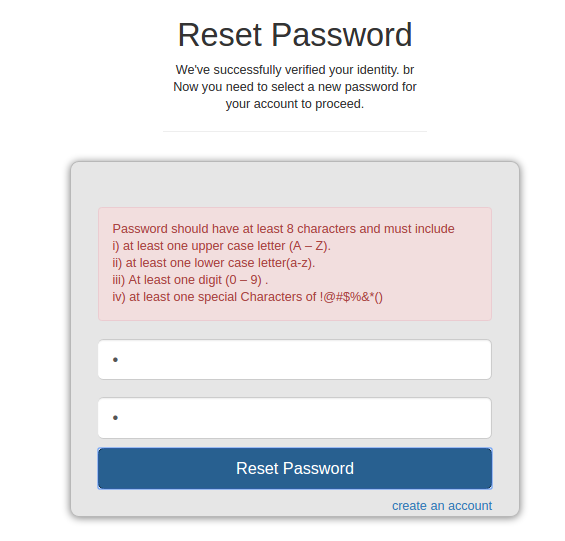 Reset Password
We've successfully verified your identity. br
Now you need to select a new password for
your account to proceed.
Password should have at least 8 characters and must include
i) at least one upper case letter (A – Z).
ii) at least one lower case letter(a-z).
iii) At least one digit (0 – 9) .
iv) at least one special Characters of !@#$%&*()
•
•
Reset Password
create an account